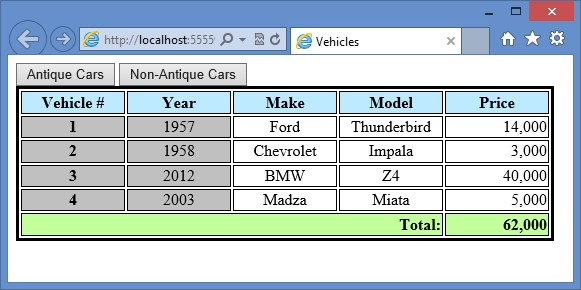 http://localhost:5555
Vehicles
Antique Cars Non-Antique Cars
Vehicle # Year Make Model Price
1 1957 Ford Thunderbird 14,000
2 1958 Chevrolet Impala 3,000
3 2012 BMW Z4 40,000
4 2003 Madza Miata 5,000
Total: 62,000